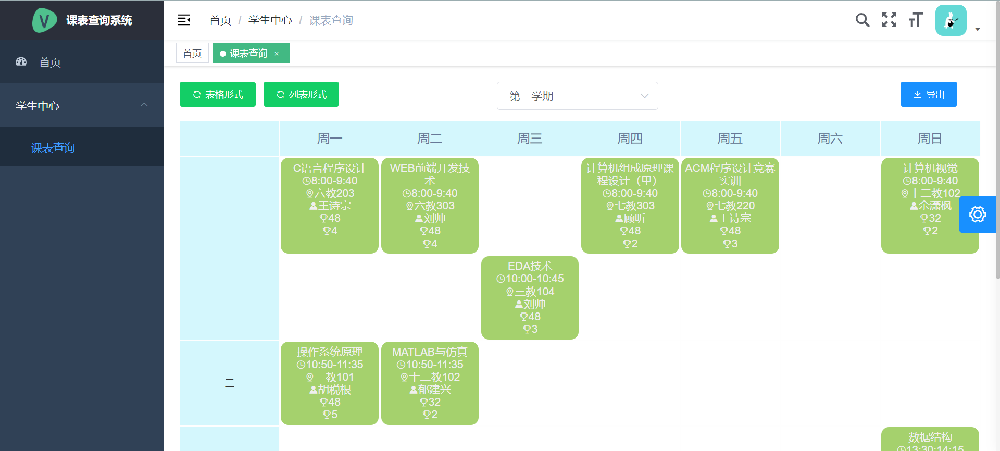 课表查询系统
首页 / 学生中心 / 课表查询
首页
学生中心
课表查询
首页
课表查询 ×
表格形式
列表形式
第一学期
导出
周一
周二
周三
周四
周五
周六
周日
一
C语言程序设计
8:00-9:40
六教203
王诗宗
48
4
WEB前端开发技
术
8:00-9:40
六教303
刘帅
48
4
计算机组成原理课
程设计（甲）
8:00-9:40
七教303
顾昕
48
2
ACM程序设计竞赛
实训
8:00-9:40
七教220
王诗宗
48
3
计算机视觉
8:00-9:40
十二教102
余潇枫
32
2
二
EDA技术
10:00-10:45
三教104
刘帅
48
3
三
操作系统原理
10:50-11:35
一教101
胡税根
48
5
MATLAB与仿真
10:50-11:35
十二教102
郁建兴
32
2
数据结构
13:30:14:15